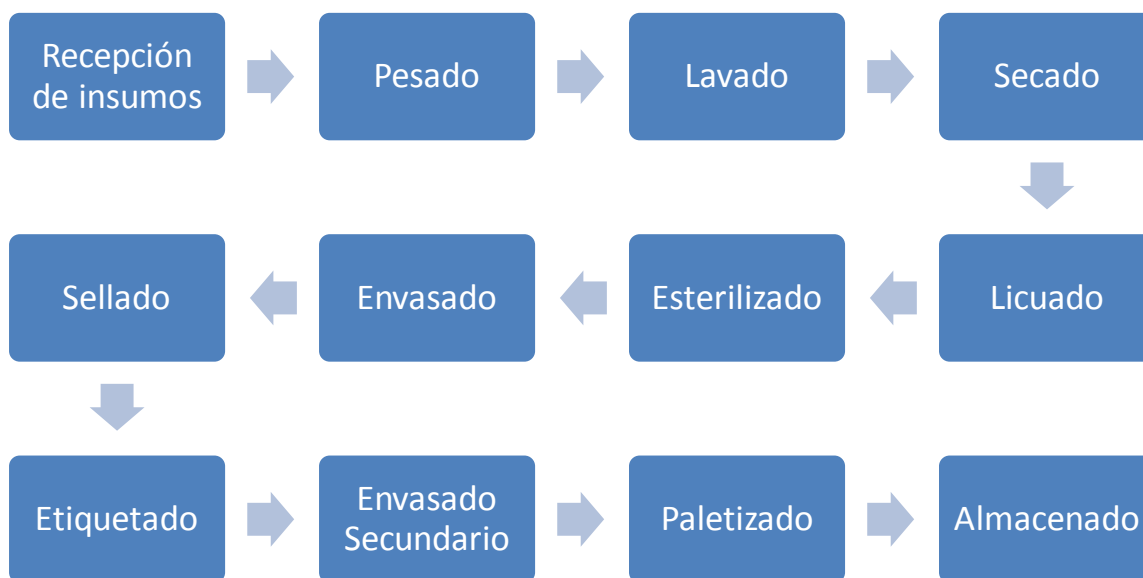 Recepción
de insumos
Pesado
Lavado
Secado
Licuado
Esterilizado
Envasado
Sellado
Etiquetado
Envasado
Secundario
Paletizado
Almacenado